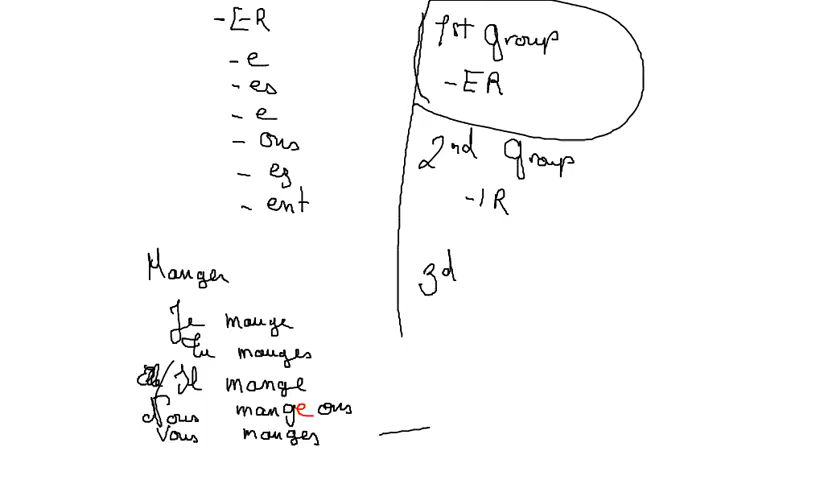 -ER
-e
-es
-e
-ons
-ez
-ent
1st group
-ER
2nd group
-IR
3d
Manger
Je mange
Tu manges
/Il mange
Nous mangeons
Vous mangez